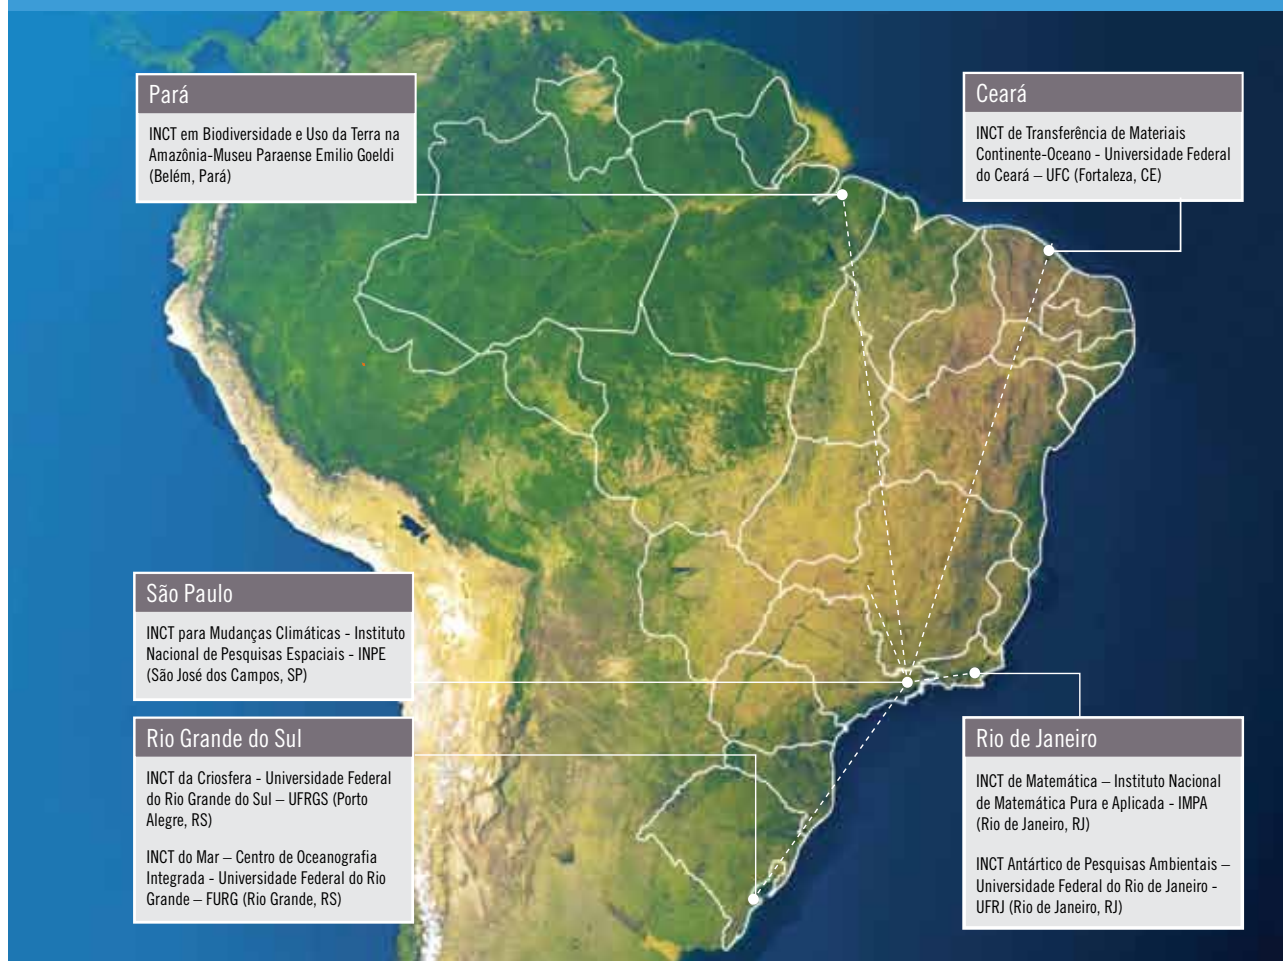 Pará
INCT em Biodiversidade e Uso da Terra na
Amazônia-Museu Paraense Emilio Goeldi
(Belém, Pará)
Ceará
INCT de Transferência de Materiais
Continente-Oceano - Universidade Federal
do Ceará – UFC (Fortaleza, CE)
São Paulo
INCT para Mudanças Climáticas - Instituto
Nacional de Pesquisas Espaciais - INPE
(São José dos Campos, SP)
Rio Grande do Sul
INCT da Criosfera - Universidade Federal
do Rio Grande do Sul – UFRGS (Porto
Alegre, RS)
INCT do Mar – Centro de Oceanografia
Integrada - Universidade Federal do Rio
Grande – FURG (Rio Grande, RS)
Rio de Janeiro
INCT de Matemática – Instituto Nacional
de Matemática Pura e Aplicada - IMPA
(Rio de Janeiro, RJ)
INCT Antártico de Pesquisas Ambientais –
Universidade Federal do Rio de Janeiro -
UFRJ (Rio de Janeiro, RJ)